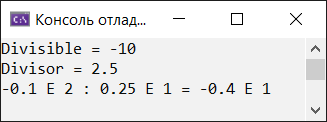 Консоль отлад...
Divisible = -10
Divisor = 2.5
-0.1 E 2 : 0.25 E 1 = -0.4 E 1